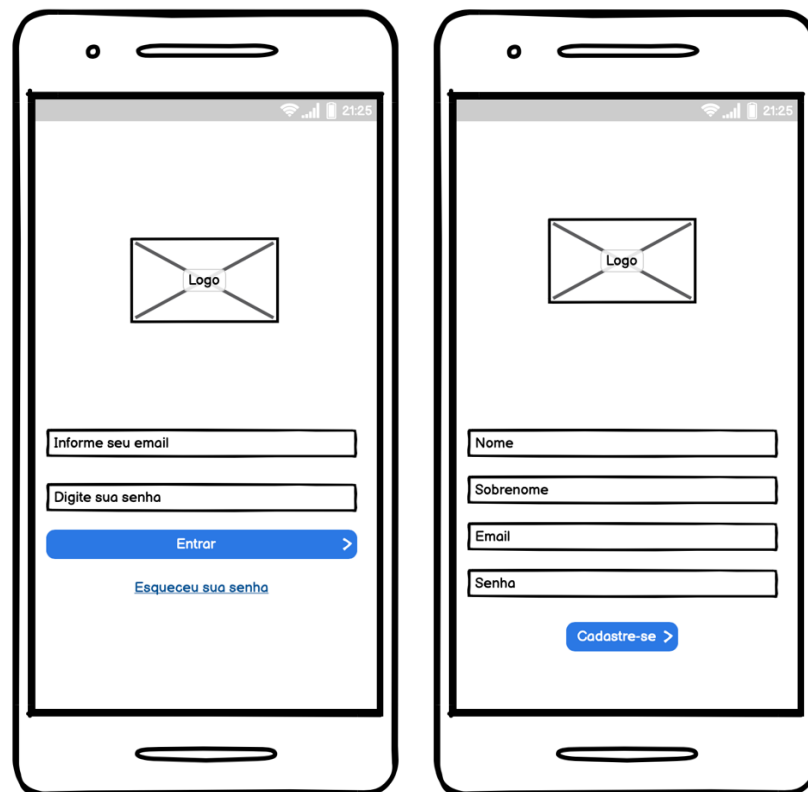 21:25
Logo
Informe seu email
Digite sua senha
Entrar
Esqueceu sua senha
21:25
Logo
Nome
Sobrenome
Email
Senha
Cadastre-se